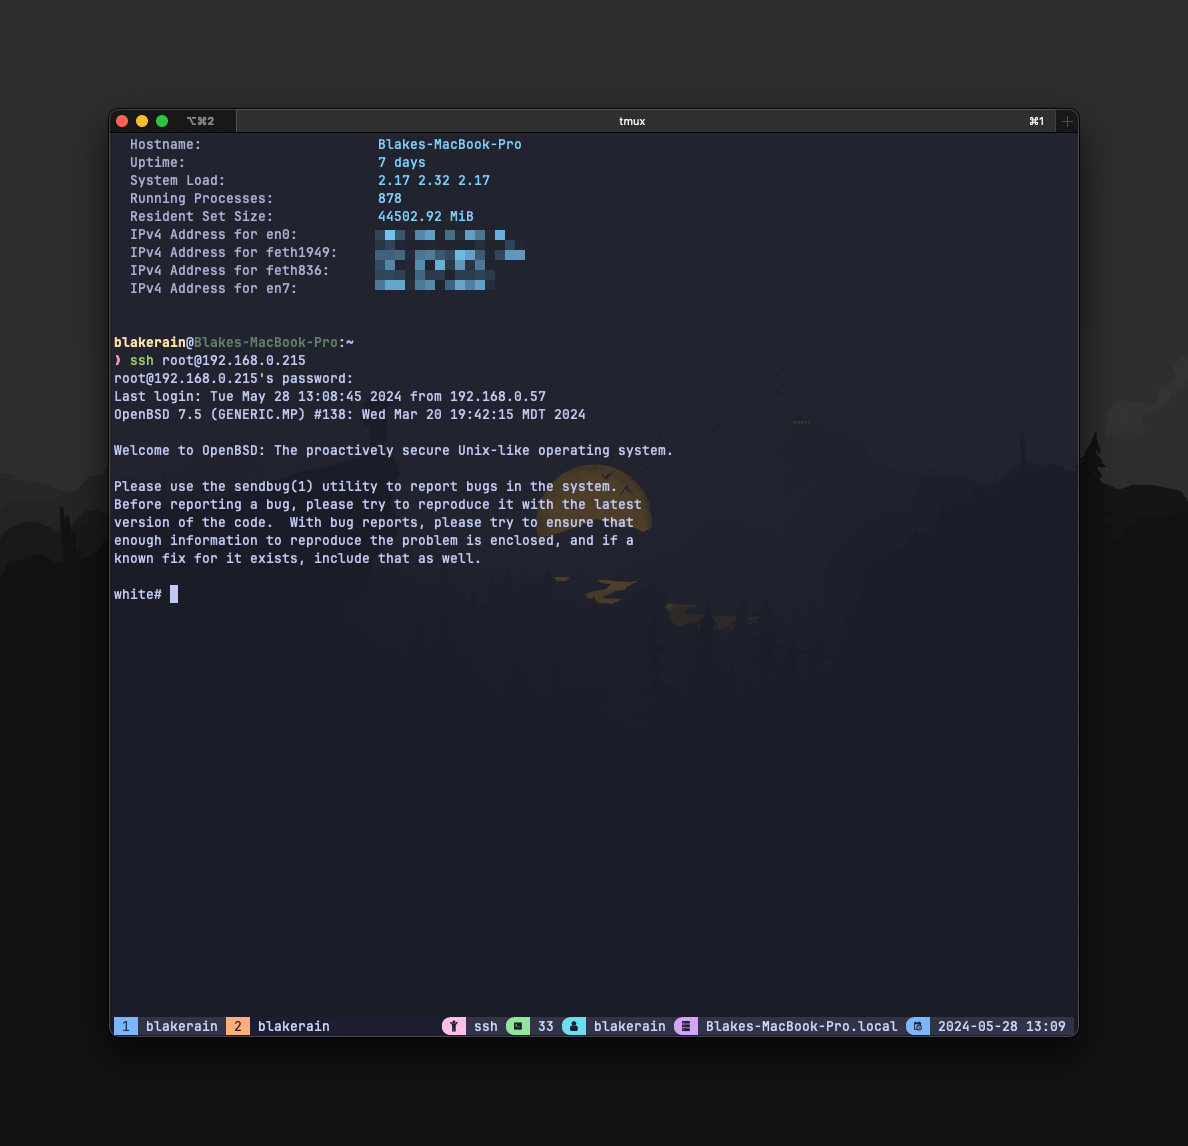 ⌥⌘2 tmux ⌘1
Hostname: Blakes-MacBook-Pro
Uptime: 7 days
System Load: 2.17 2.32 2.17
Running Processes: 878
Resident Set Size: 44502.92 MiB
IPv4 Address for en0:
IPv4 Address for feth1949:
IPv4 Address for feth836:
IPv4 Address for en7:
blakerain@Blakes-MacBook-Pro:~
❱ ssh root@192.168.0.215
root@192.168.0.215's password:
Last login: Tue May 28 13:08:45 2024 from 192.168.0.57
OpenBSD 7.5 (GENERIC.MP) #138: Wed Mar 20 19:42:15 MDT 2024
Welcome to OpenBSD: The proactively secure Unix-like operating system.
Please use the sendbug(1) utility to report bugs in the system.
Before reporting a bug, please try to reproduce it with the latest
version of the code.  With bug reports, please try to ensure that
enough information to reproduce the problem is enclosed, and if a
known fix for it exists, include that as well.
white#
1 blakerain 2 blakerain ssh 33 blakerain Blakes-MacBook-Pro.local 2024-05-28 13:09